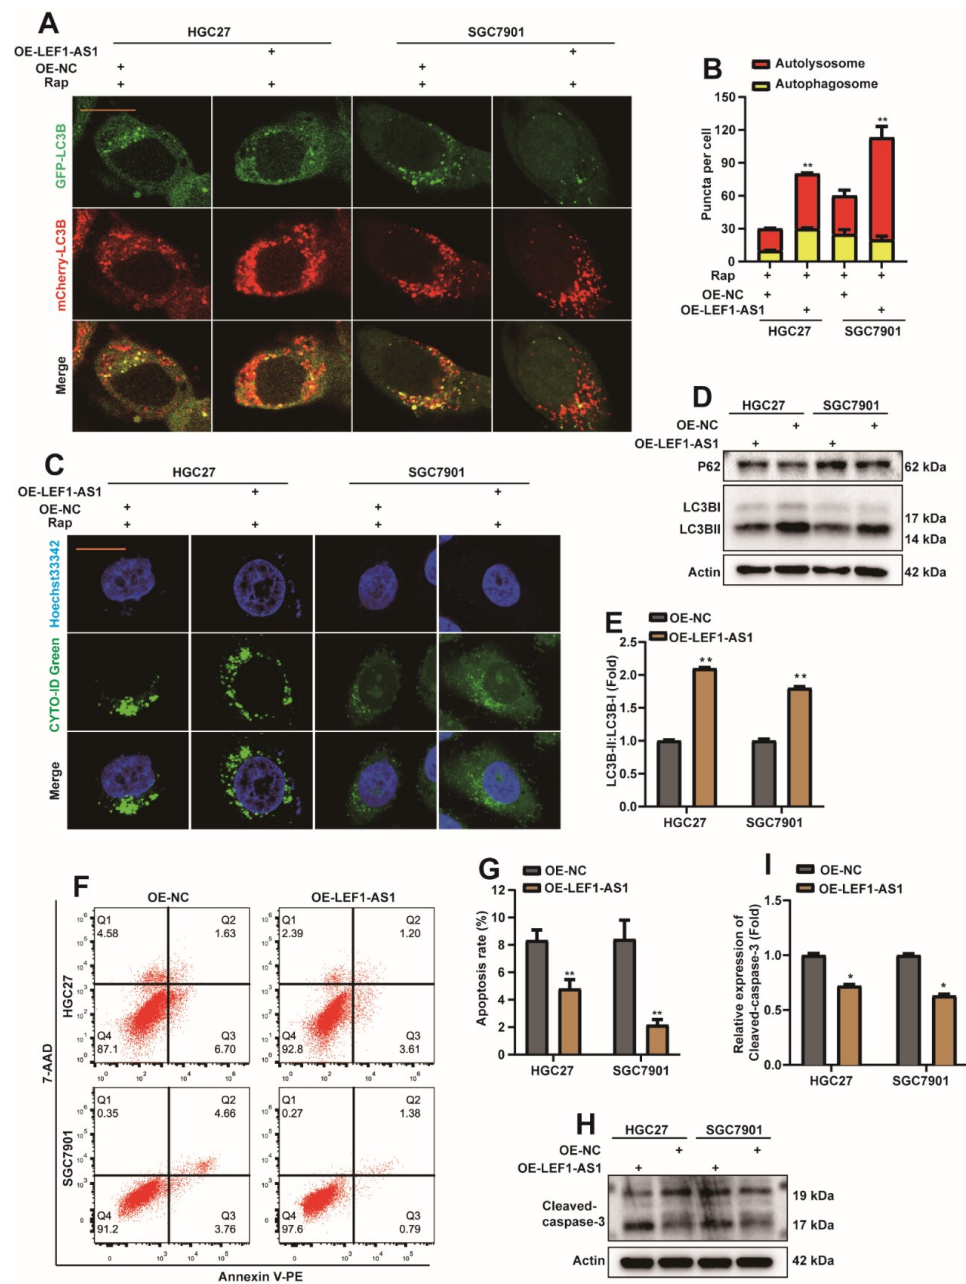 A
HGC27
SGC7901
OE-LEF1-AS1 + +
OE-NC + +
Rap + + + +
GFP-LC3B
mCherry-LC3B
Merge
B
Autolysosome
Autophagosome
Puncta per cell
150
120
90
60
30
0
** **
Rap + + + +
OE-NC + +
OE-LEF1-AS1 + +
HGC27 SGC7901
C
HGC27
SGC7901
OE-LEF1-AS1 + +
OE-NC + +
Rap + + + +
Hoechst33342
CYTO-ID Green
Merge
D
HGC27 SGC7901
OE-NC + +
OE-LEF1-AS1 + +
P62 62 kDa
LC3BI 17 kDa
LC3BII 14 kDa
Actin 42 kDa
E
OE-NC
OE-LEF1-AS1
LC3B-II:LC3B-I (Fold)
2.5
2.0
1.5
1.0
0.5
0.0
** **
HGC27 SGC7901
F
OE-NC OE-LEF1-AS1
7-AAD
HGC27
Q1 4.58
Q2 1.63
Q4 87.1
Q3 6.70
Q1 2.39
Q2 1.20
Q4 92.8
Q3 3.61
SGC7901
Q1 0.35
Q2 4.66
Q4 91.2
Q3 3.76
Q1 0.27
Q2 1.38
Q4 97.6
Q3 0.79
Annexin V-PE
G
OE-NC
OE-LEF1-AS1
Apoptosis rate (%)
12
10
8
6
4
2
0
** **
HGC27 SGC7901
I
OE-NC
OE-LEF1-AS1
Relative expression of
Cleaved-caspase-3 (Fold)
1.5
1.0
0.5
0.0
* *
HGC27 SGC7901
H
HGC27 SGC7901
OE-NC + +
OE-LEF1-AS1 + +
Cleaved-
caspase-3
19 kDa
17 kDa
Actin 42 kDa